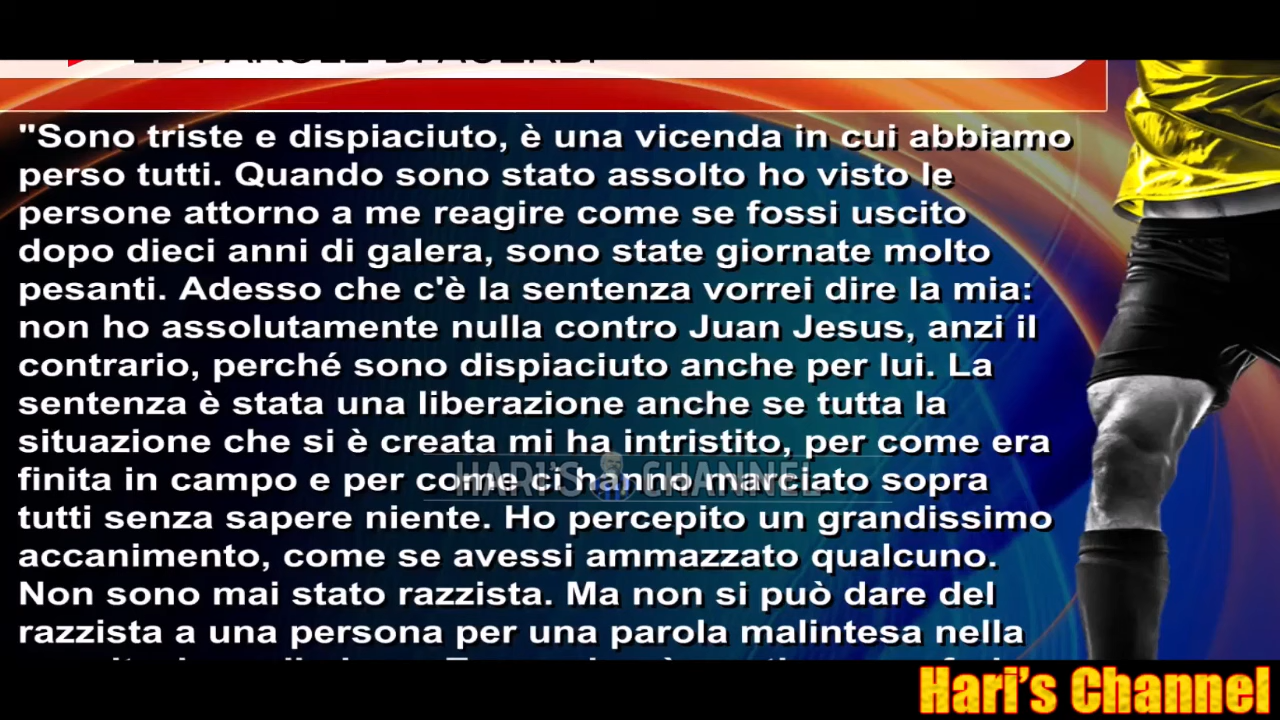 LE PAROLE DI ACERBI
"Sono triste e dispiaciuto, è una vicenda in cui abbiamo
perso tutti. Quando sono stato assolto ho visto le
persone attorno a me reagire come se fossi uscito
dopo dieci anni di galera, sono state giornate molto
pesanti. Adesso che c'è la sentenza vorrei dire la mia:
non ho assolutamente nulla contro Juan Jesus, anzi il
contrario, perché sono dispiaciuto anche per lui. La
sentenza è stata una liberazione anche se tutta la
situazione che si è creata mi ha intristito, per come era
finita in campo e per come ci hanno marciato sopra
HARI'S CHANNEL
tutti senza sapere niente. Ho percepito un grandissimo
accanimento, come se avessi ammazzato qualcuno.
Non sono mai stato razzista. Ma non si può dare del
razzista a una persona per una parola malintesa nella
Hari's Channel